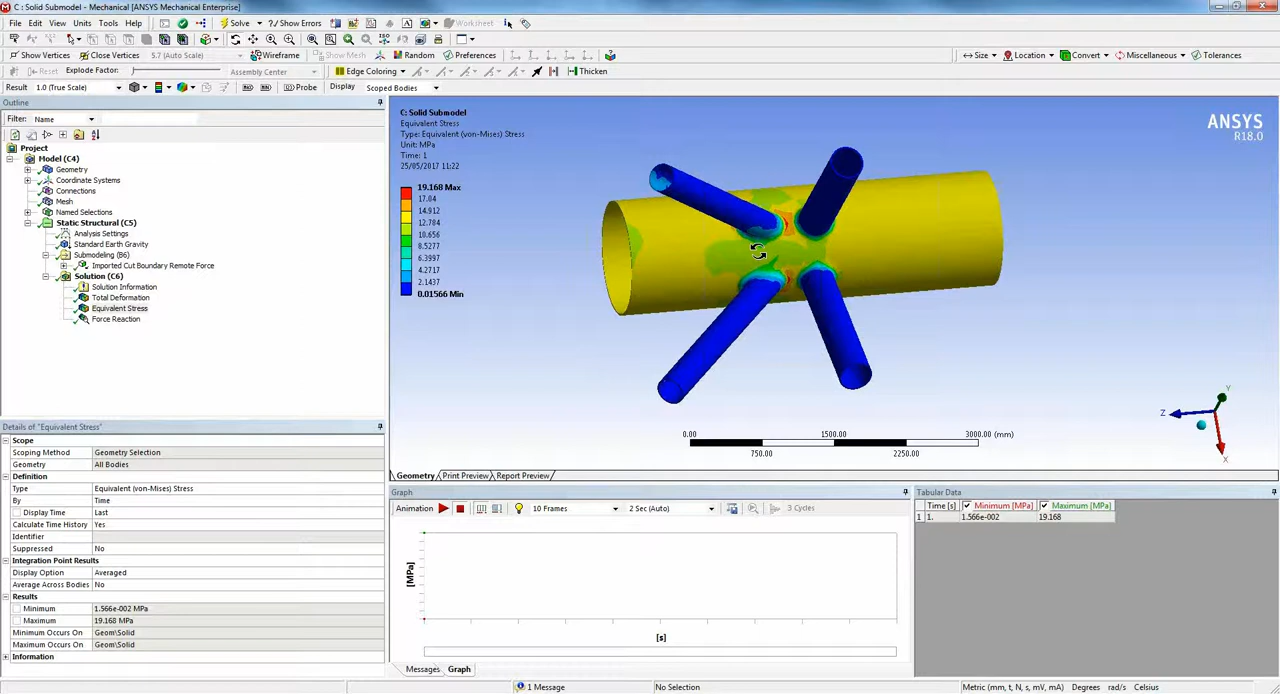 C : Solid Submodel - Mechanical [ANSYS Mechanical Enterprise]
File Edit View Units Tools Help Solve ?/ Show Errors Worksheet
Show Vertices Close Vertices 5.7 (Auto Scale) Wireframe Show Mesh Random Preferences Size Location Convert Miscellaneous Tolerances
Reset Explode Factor: Assembly Center Edge Coloring Thicken
Result 1.0 (True Scale) Probe Display Scoped Bodies
Outline
Filter: Name
Project
Model (C4)
Geometry
Coordinate Systems
Connections
Mesh
Named Selections
Static Structural (C5)
Analysis Settings
Standard Earth Gravity
Submodeling (B6)
Imported Cut Boundary Remote Force
Solution (C6)
Solution Information
Total Deformation
Equivalent Stress
Force Reaction
C: Solid Submodel
Equivalent Stress
Type: Equivalent (von-Mises) Stress
Unit: MPa
Time: 1
25/05/2017 11:22
19.168 Max
17.04
14.912
12.784
10.656
8.5277
6.3994
4.2717
2.1437
0.01566 Min
ANSYS
R18.0
Y
Z
X
0.00 1500.00 3000.00 (mm)
750.00 2250.00
Geometry Print Preview Report Preview
Details of "Equivalent Stress"
Scope
Scoping Method Geometry Selection
Geometry All Bodies
Definition
Type Equivalent (von-Mises) Stress
By Time
Display Time Last
Calculate Time History Yes
Identifier
Suppressed No
Integration Point Results
Display Option Averaged
Average Across Bodies No
Results
Minimum 1.566e-002 MPa
Maximum 19.168 MPa
Minimum Occurs On Geom\Solid
Maximum Occurs On Geom\Solid
Information
Graph
Animation 10 Frames 2 Sec (Auto) 3 Cycles
[MPa]
[s]
Messages Graph
Tabular Data
Time [s] Minimum [MPa] Maximum [MPa]
1 1. 1.566e-002 19.168
1 Message No Selection Metric (mm, t, N, s, mV, mA) Degrees rad/s Celsius